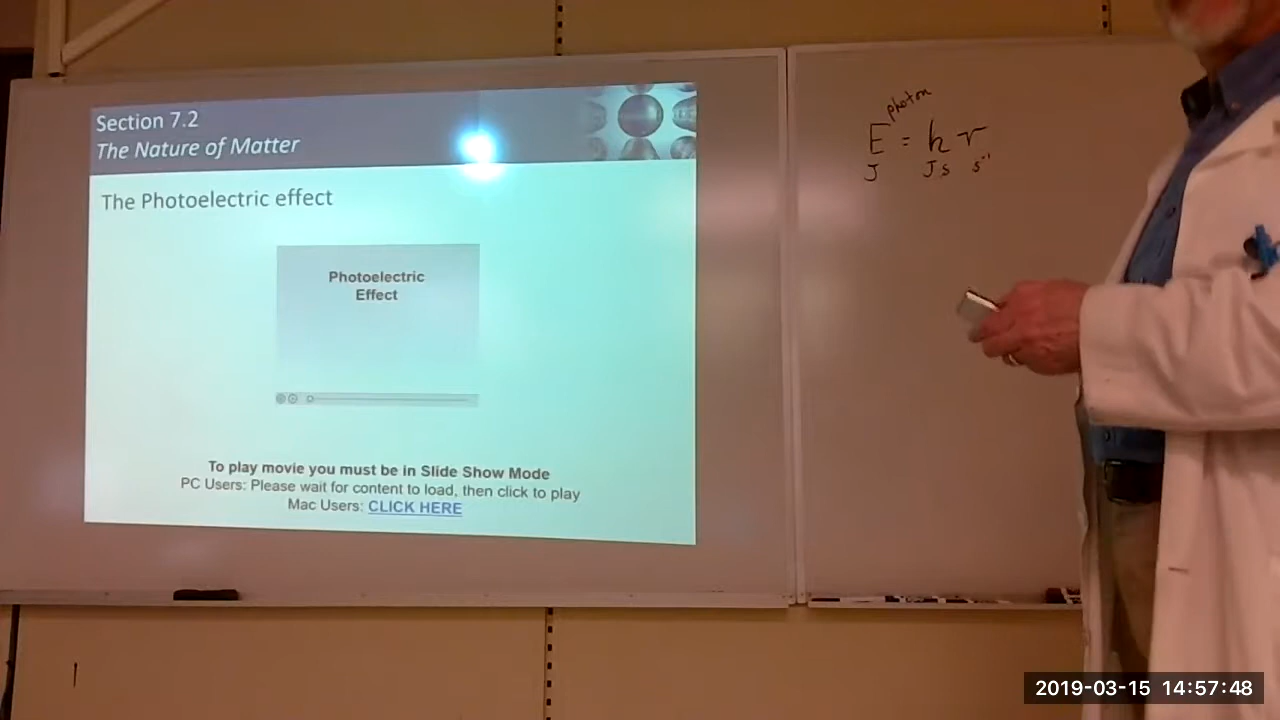 Section 7.2
The Nature of Matter
The Photoelectric effect
Photoelectric
Effect
To play movie you must be in Slide Show Mode
PC Users: Please wait for content to load, then click to play
Mac Users: CLICK HERE
photon
E = h ν
J Js s⁻¹
2019-03-15 14:57:48